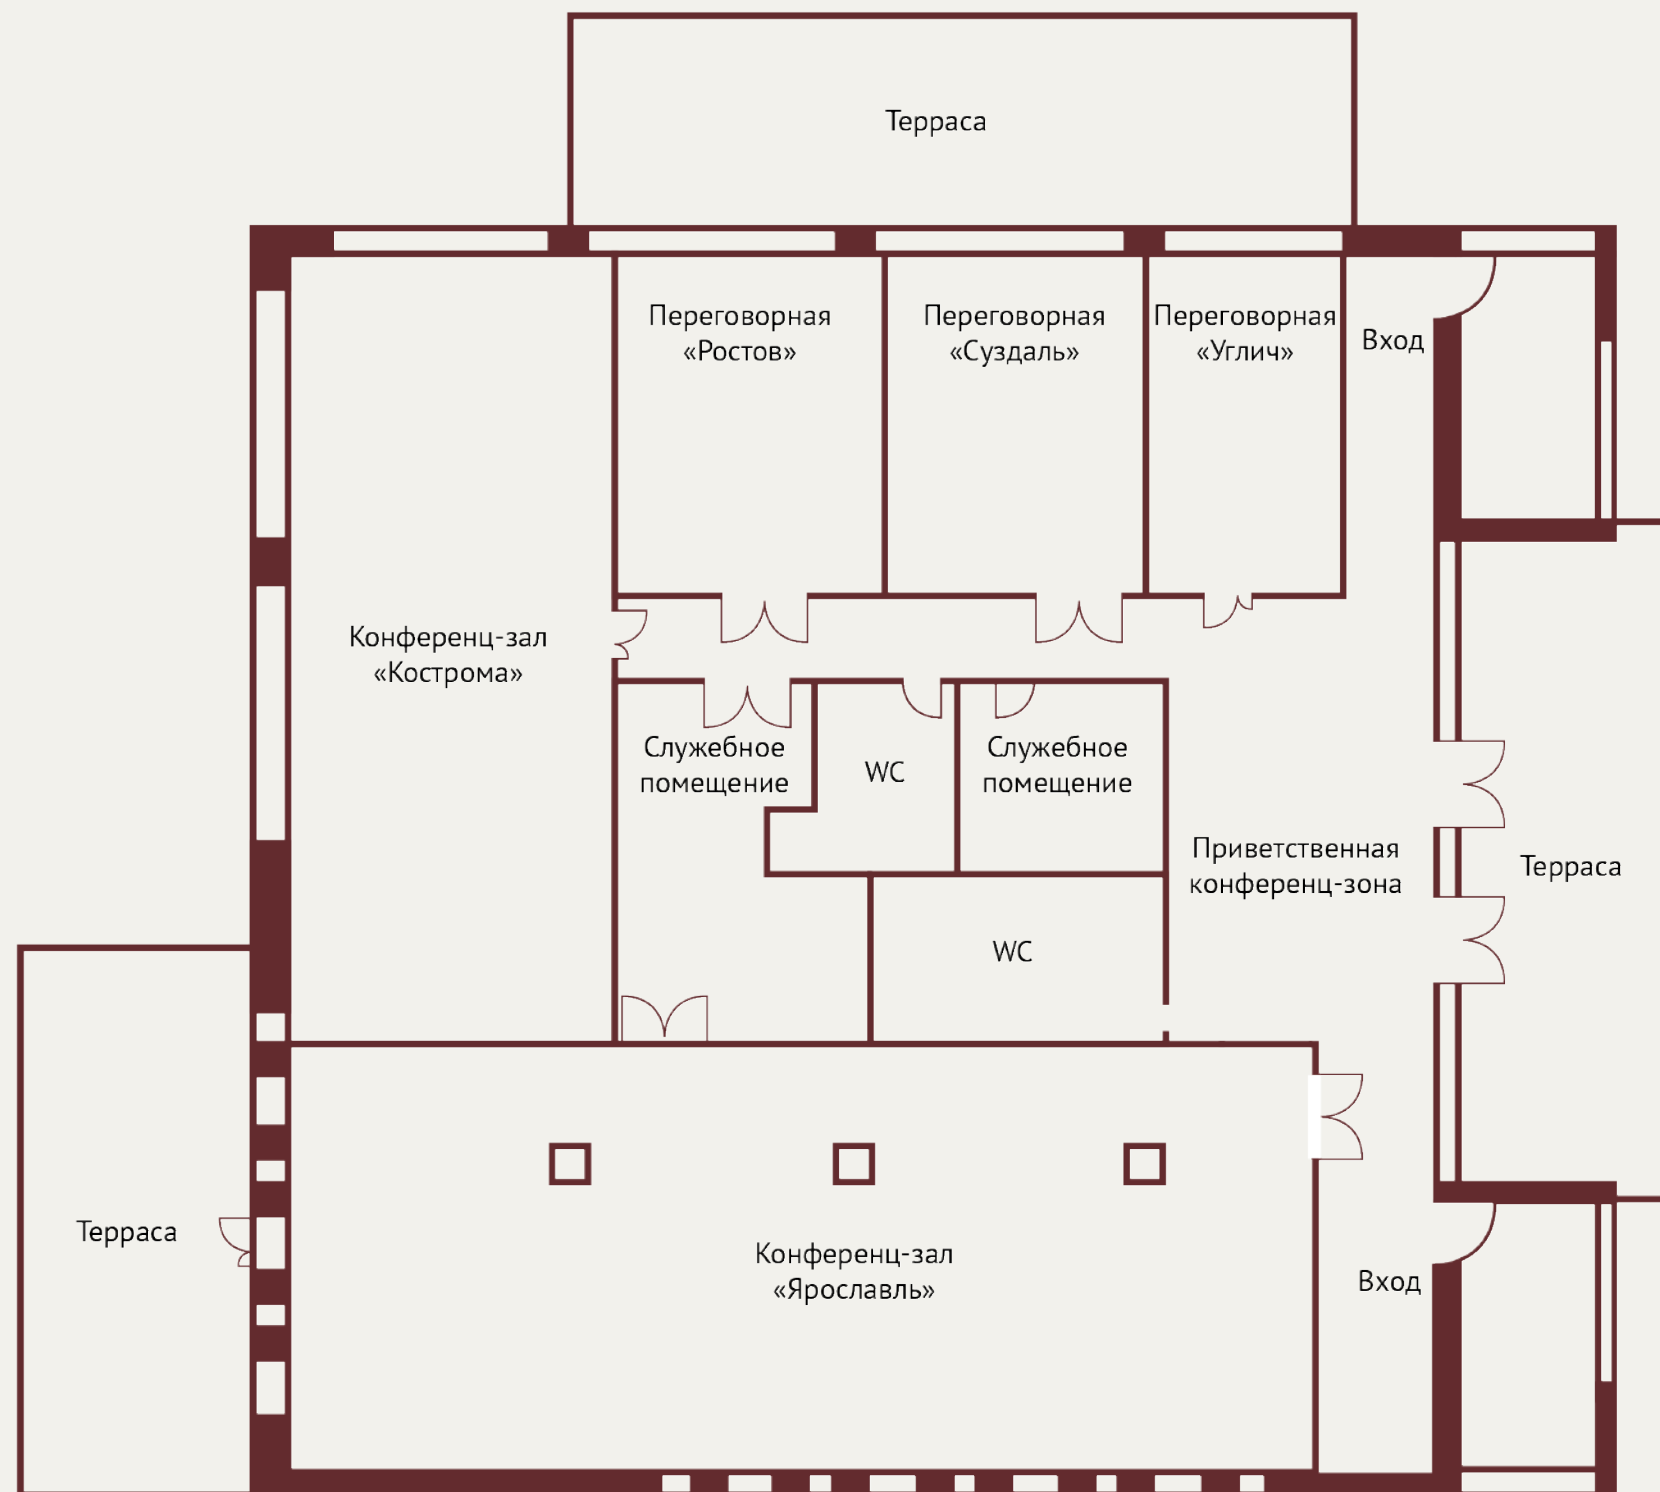 Терраса
Переговорная
«Ростов»
Переговорная
«Суздаль»
Переговорная
«Углич»
Вход
Конференц-зал
«Кострома»
Служебное
помещение
WC
Служебное
помещение
Приветственная
конференц-зона
Терраса
WC
Терраса
Конференц-зал
«Ярославль»
Вход